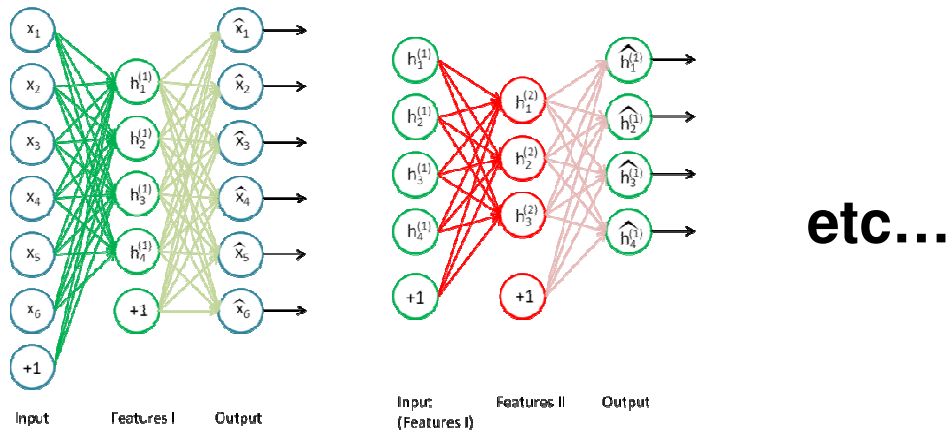 x₁
x₂
x₃
x₄
x₅
x₆
+1
h₁⁽¹⁾
h₂⁽¹⁾
h₃⁽¹⁾
h₄⁽¹⁾
+1
x̂₁
x̂₂
x̂₃
x̂₄
x̂₅
x̂₆
Input
Features I
Output
h₁⁽¹⁾
h₂⁽¹⁾
h₃⁽¹⁾
h₄⁽¹⁾
+1
h₁⁽²⁾
h₂⁽²⁾
h₃⁽²⁾
+1
ĥ₁⁽¹⁾
ĥ₂⁽¹⁾
ĥ₃⁽¹⁾
ĥ₄⁽¹⁾
Input
(Features I)
Features II
Output
etc…